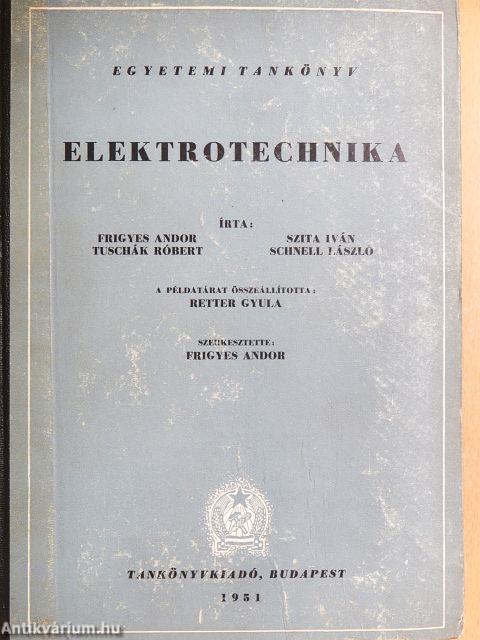 EGYETEMI TANKÖNYV
ELEKTROTECHNIKA
ÍRTA:
FRIGYES ANDOR SZITA IVÁN
TUSCHÁK RÓBERT SCHNELL LÁSZLÓ
A PÉLDATÁRAT ÖSSZEÁLLÍTOTTA:
RETTER GYULA
SZERKESZTETTE:
FRIGYES ANDOR
TANKÖNYVKIADÓ, BUDAPEST
1951
Antikvárium.hu